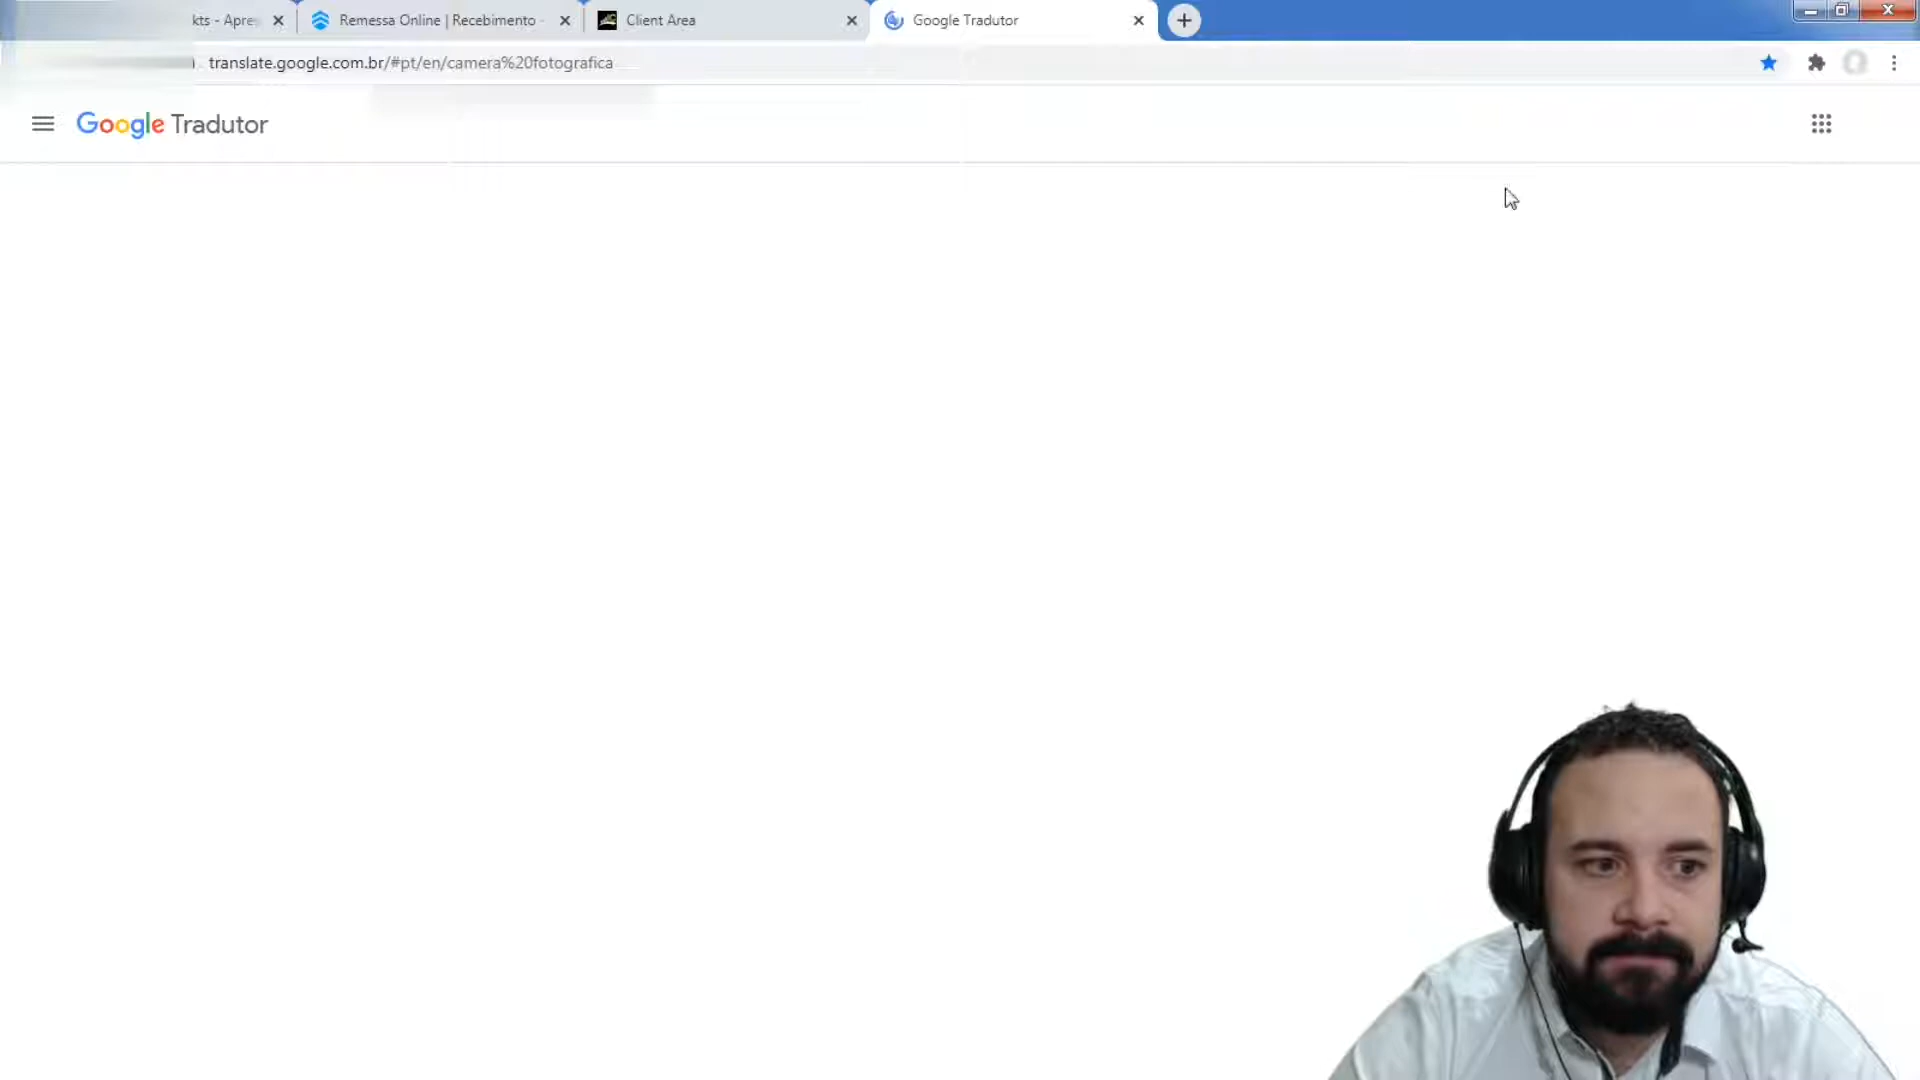 kts - Apre
Remessa Online | Recebimento -
Client Area
Google Tradutor
translate.google.com.br/#pt/en/camera%20fotografica
Google Tradutor